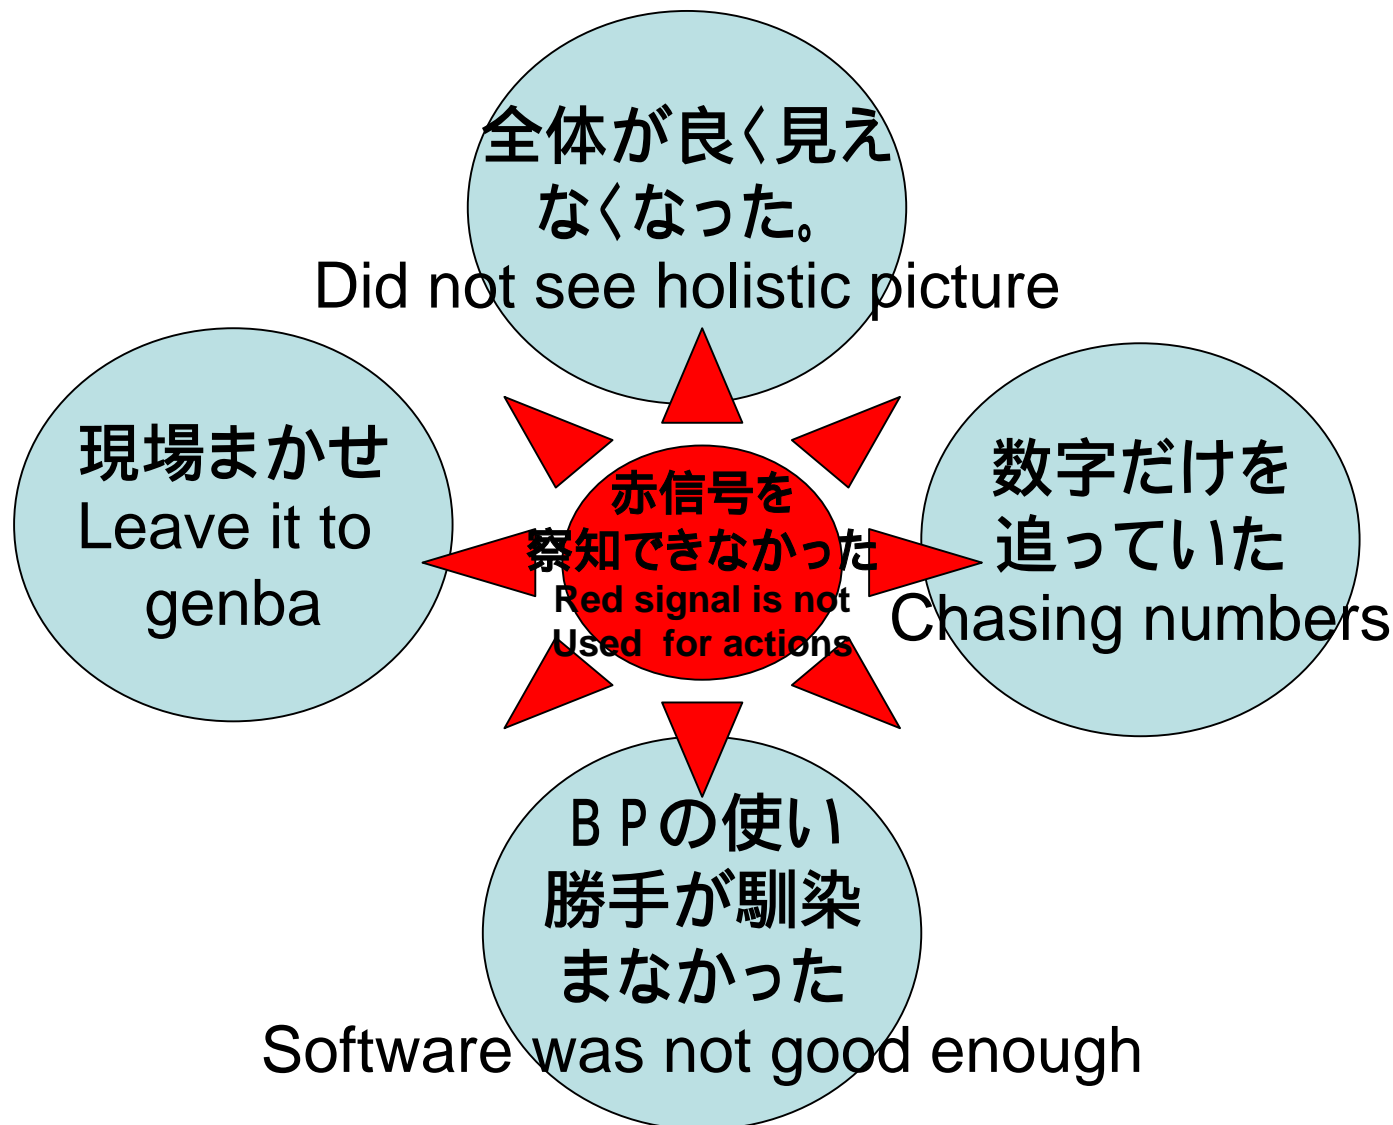 全体が良く見え
なくなった。
Did not see holistic picture
現場まかせ
Leave it to
genba
赤信号を
察知できなかった
Red signal is not
Used for actions
数字だけを
追っていた
Chasing numbers
BPの使い
勝手が馴染
まなかった
Software was not good enough